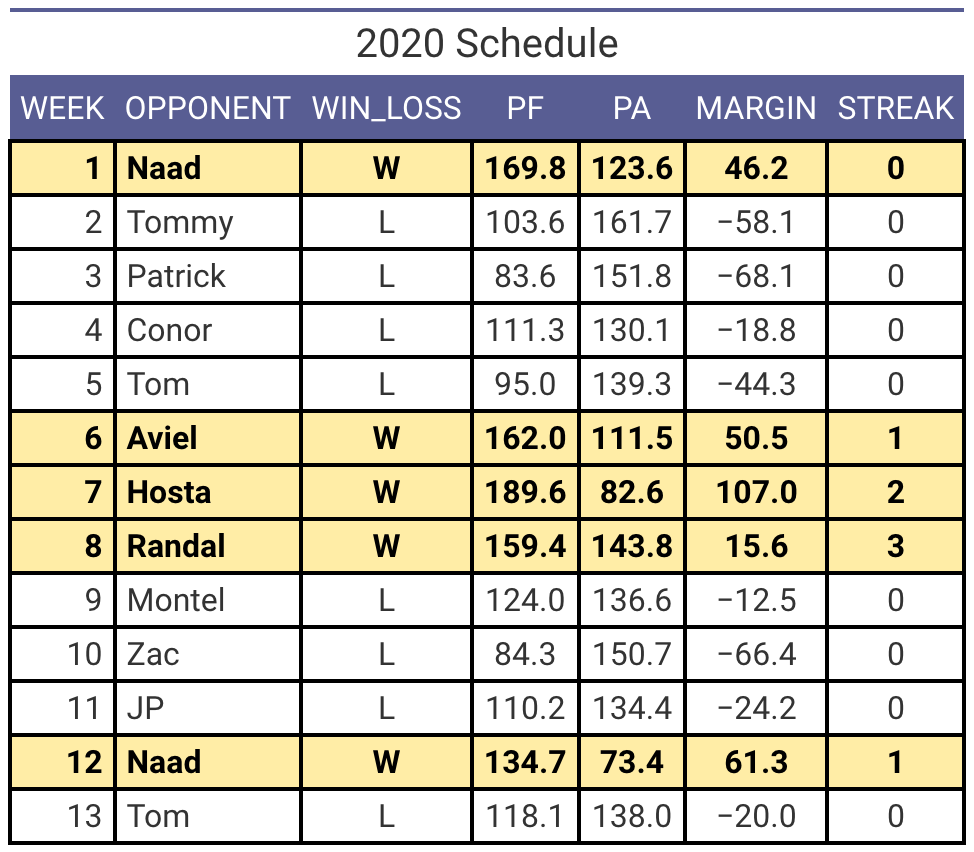 2020 Schedule
WEEK OPPONENT WIN_LOSS PF PA MARGIN STREAK
1 Naad W 169.8 123.6 46.2 0
2 Tommy L 103.6 161.7 −58.1 0
3 Patrick L 83.6 151.8 −68.1 0
4 Conor L 111.3 130.1 −18.8 0
5 Tom L 95.0 139.3 −44.3 0
6 Aviel W 162.0 111.5 50.5 1
7 Hosta W 189.6 82.6 107.0 2
8 Randal W 159.4 143.8 15.6 3
9 Montel L 124.0 136.6 −12.5 0
10 Zac L 84.3 150.7 −66.4 0
11 JP L 110.2 134.4 −24.2 0
12 Naad W 134.7 73.4 61.3 1
13 Tom L 118.1 138.0 −20.0 0